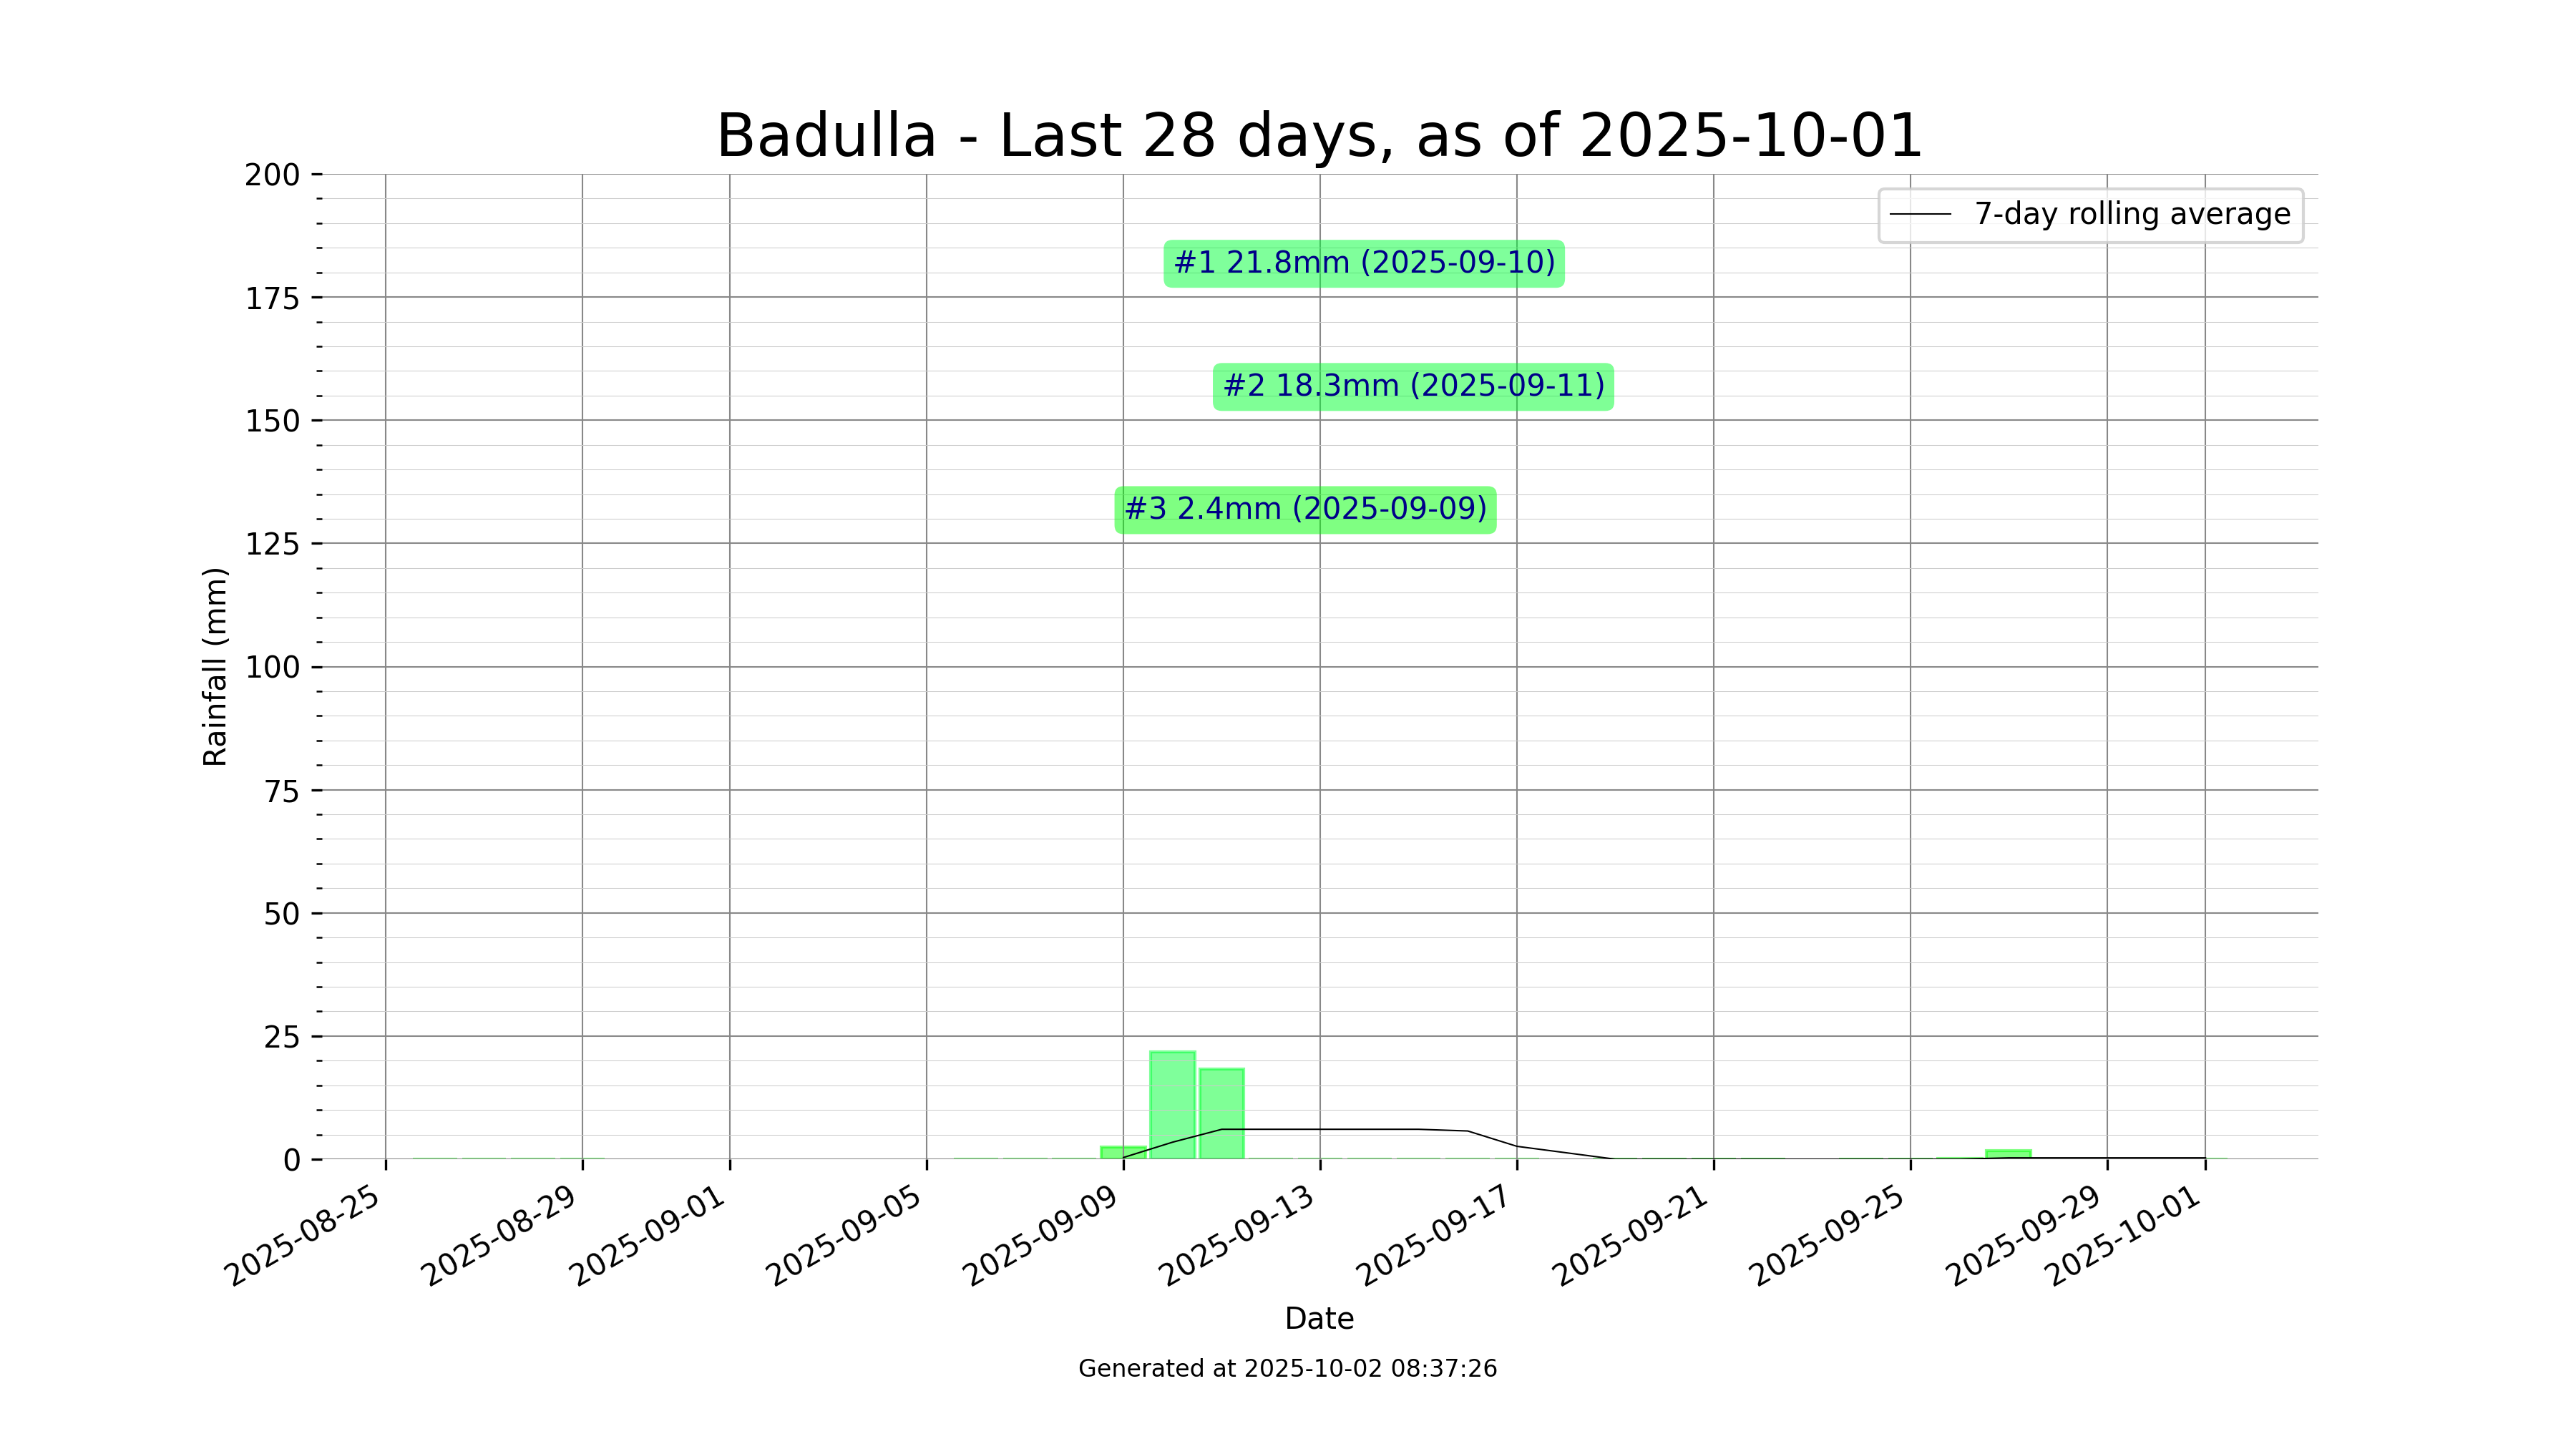 Badulla - Last 28 days, as of 2025-10-01
7-day rolling average
#1 21.8mm (2025-09-10)
#2 18.3mm (2025-09-11)
#3 2.4mm (2025-09-09)
Rainfall (mm)
200
175
150
125
100
75
50
25
0
2025-08-25
2025-08-29
2025-09-01
2025-09-05
2025-09-09
2025-09-13
2025-09-17
2025-09-21
2025-09-25
2025-09-29
2025-10-01
Date
Generated at 2025-10-02 08:37:26